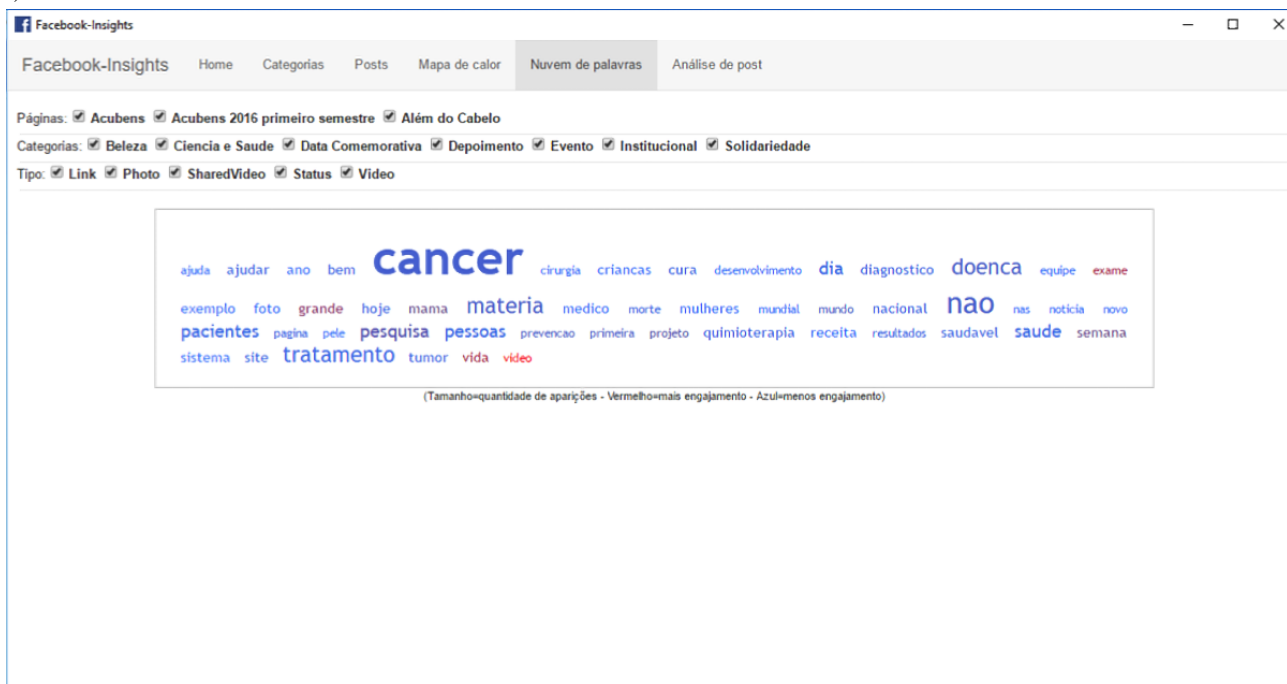 Facebook-Insights
Facebook-Insights Home Categorias Posts Mapa de calor Nuvem de palavras Análise de post
Páginas: Acubens Acubens 2016 primeiro semestre Além do Cabelo
Categorias: Beleza Ciencia e Saude Data Comemorativa Depoimento Evento Institucional Solidariedade
Tipo: Link Photo SharedVideo Status Video
ajuda ajudar ano bem cancer cirurgia criancas cura desenvolvimento dia diagnostico doenca equipe exame
exemplo foto grande hoje mama materia medico morte mulheres mundial mundo nacional nao nas noticia novo
pacientes pagina pele pesquisa pessoas prevencao primeira projeto quimioterapia receita resultados saudavel saude semana
sistema site tratamento tumor vida video
(Tamanho=quantidade de aparições - Vermelho=mais engajamento - Azul=menos engajamento)